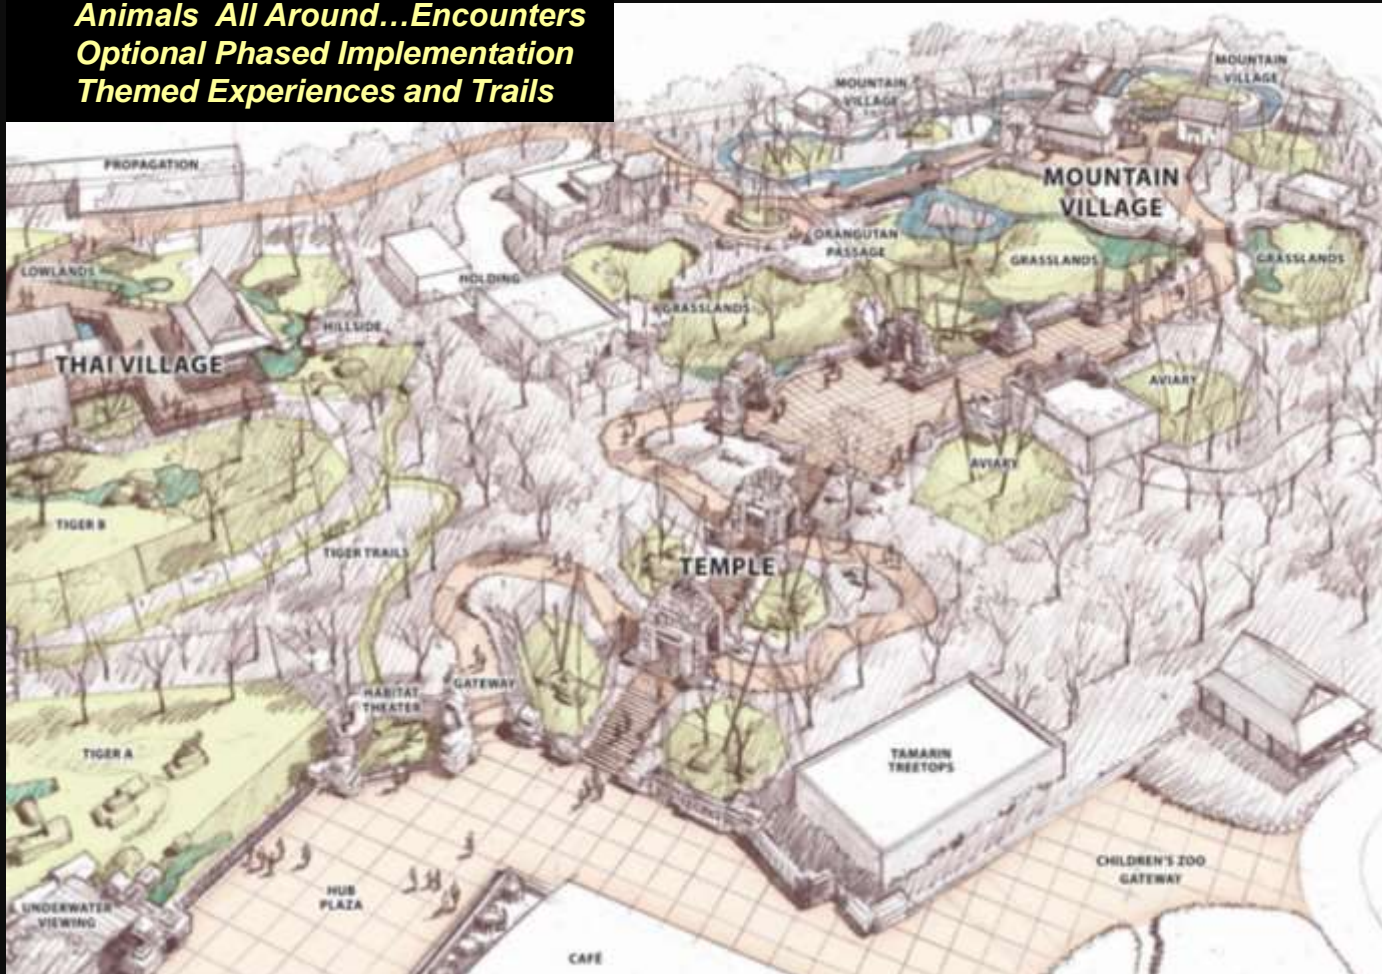 Animals All Around...Encounters
Optional Phased Implementation
Themed Experiences and Trails
MOUNTAIN
VILLAGE
MOUNTAIN
VILLAGE
PROPAGATION
MOUNTAIN
VILLAGE
ORANGUTAN
PASSAGE
GRASSLANDS
GRASSLANDS
LOWLANDS
HOLDING
GRASSLANDS
HILLSIDE
THAI VILLAGE
AVIARY
AVIARY
TIGER B
TIGER TRAILS
TEMPLE
GATEWAY
HABITAT
THEATER
TIGER A
TAMARIN
TREETOPS
CHILDREN'S ZOO
GATEWAY
HUB
PLAZA
UNDERWATER
VIEWING
CAFÉ